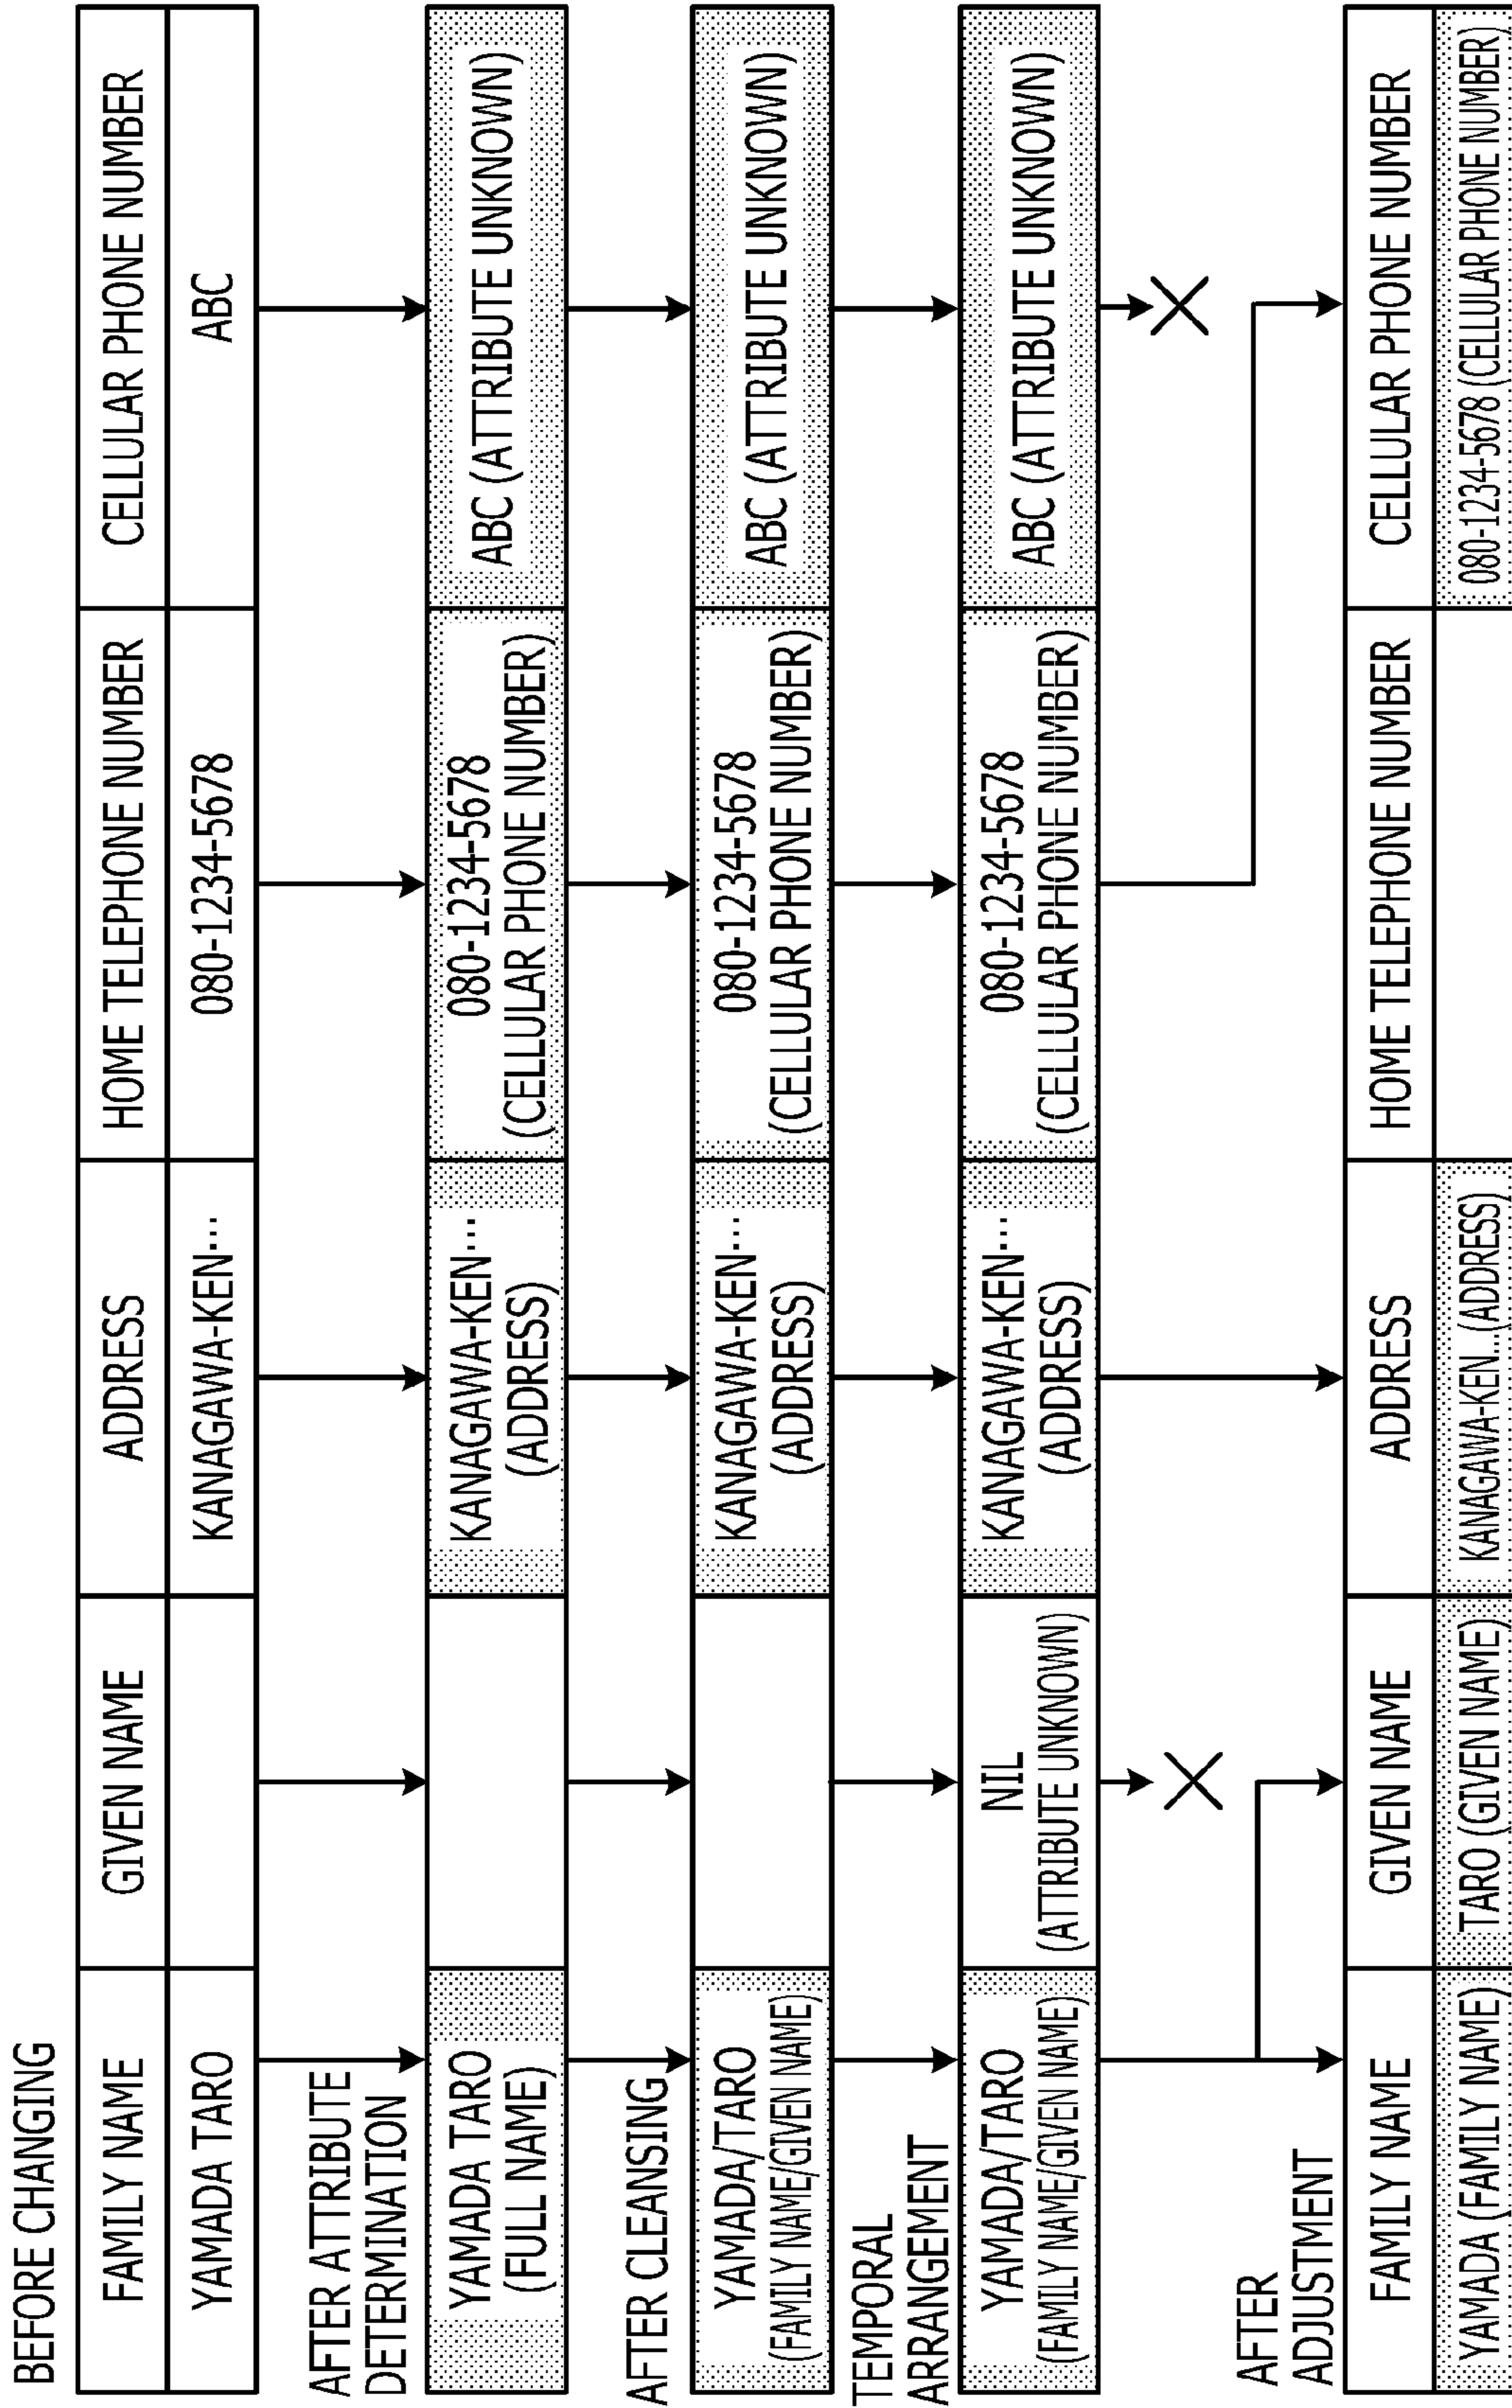 BEFORE CHANGING
FAMILY NAME
GIVEN NAME
ADDRESS
HOME TELEPHONE NUMBER
CELLULAR PHONE NUMBER
YAMADA TARO
KANAGAWA-KEN···
080-1234-5678
ABC
AFTER ATTRIBUTE
DETERMINATION
YAMADA TARO
(FULL NAME)
KANAGAWA-KEN···
(ADDRESS)
080-1234-5678
(CELLULAR PHONE NUMBER)
ABC (ATTRIBUTE UNKNOWN)
AFTER CLEANSING
YAMADA/TARO
(FAMILY NAME/GIVEN NAME)
KANAGAWA-KEN···
(ADDRESS)
080-1234-5678
(CELLULAR PHONE NUMBER)
ABC (ATTRIBUTE UNKNOWN)
TEMPORAL
ARRANGEMENT
YAMADA/TARO
(FAMILY NAME/GIVEN NAME)
NIL
(ATTRIBUTE UNKNOWN)
KANAGAWA-KEN···
(ADDRESS)
080-1234-5678
(CELLULAR PHONE NUMBER)
ABC (ATTRIBUTE UNKNOWN)
AFTER
ADJUSTMENT
FAMILY NAME
GIVEN NAME
ADDRESS
HOME TELEPHONE NUMBER
CELLULAR PHONE NUMBER
YAMADA (FAMILY NAME)
TARO (GIVEN NAME)
KANAGAWA-KEN...(ADDRESS)
080-1234-5678 (CELLULAR PHONE NUMBER)